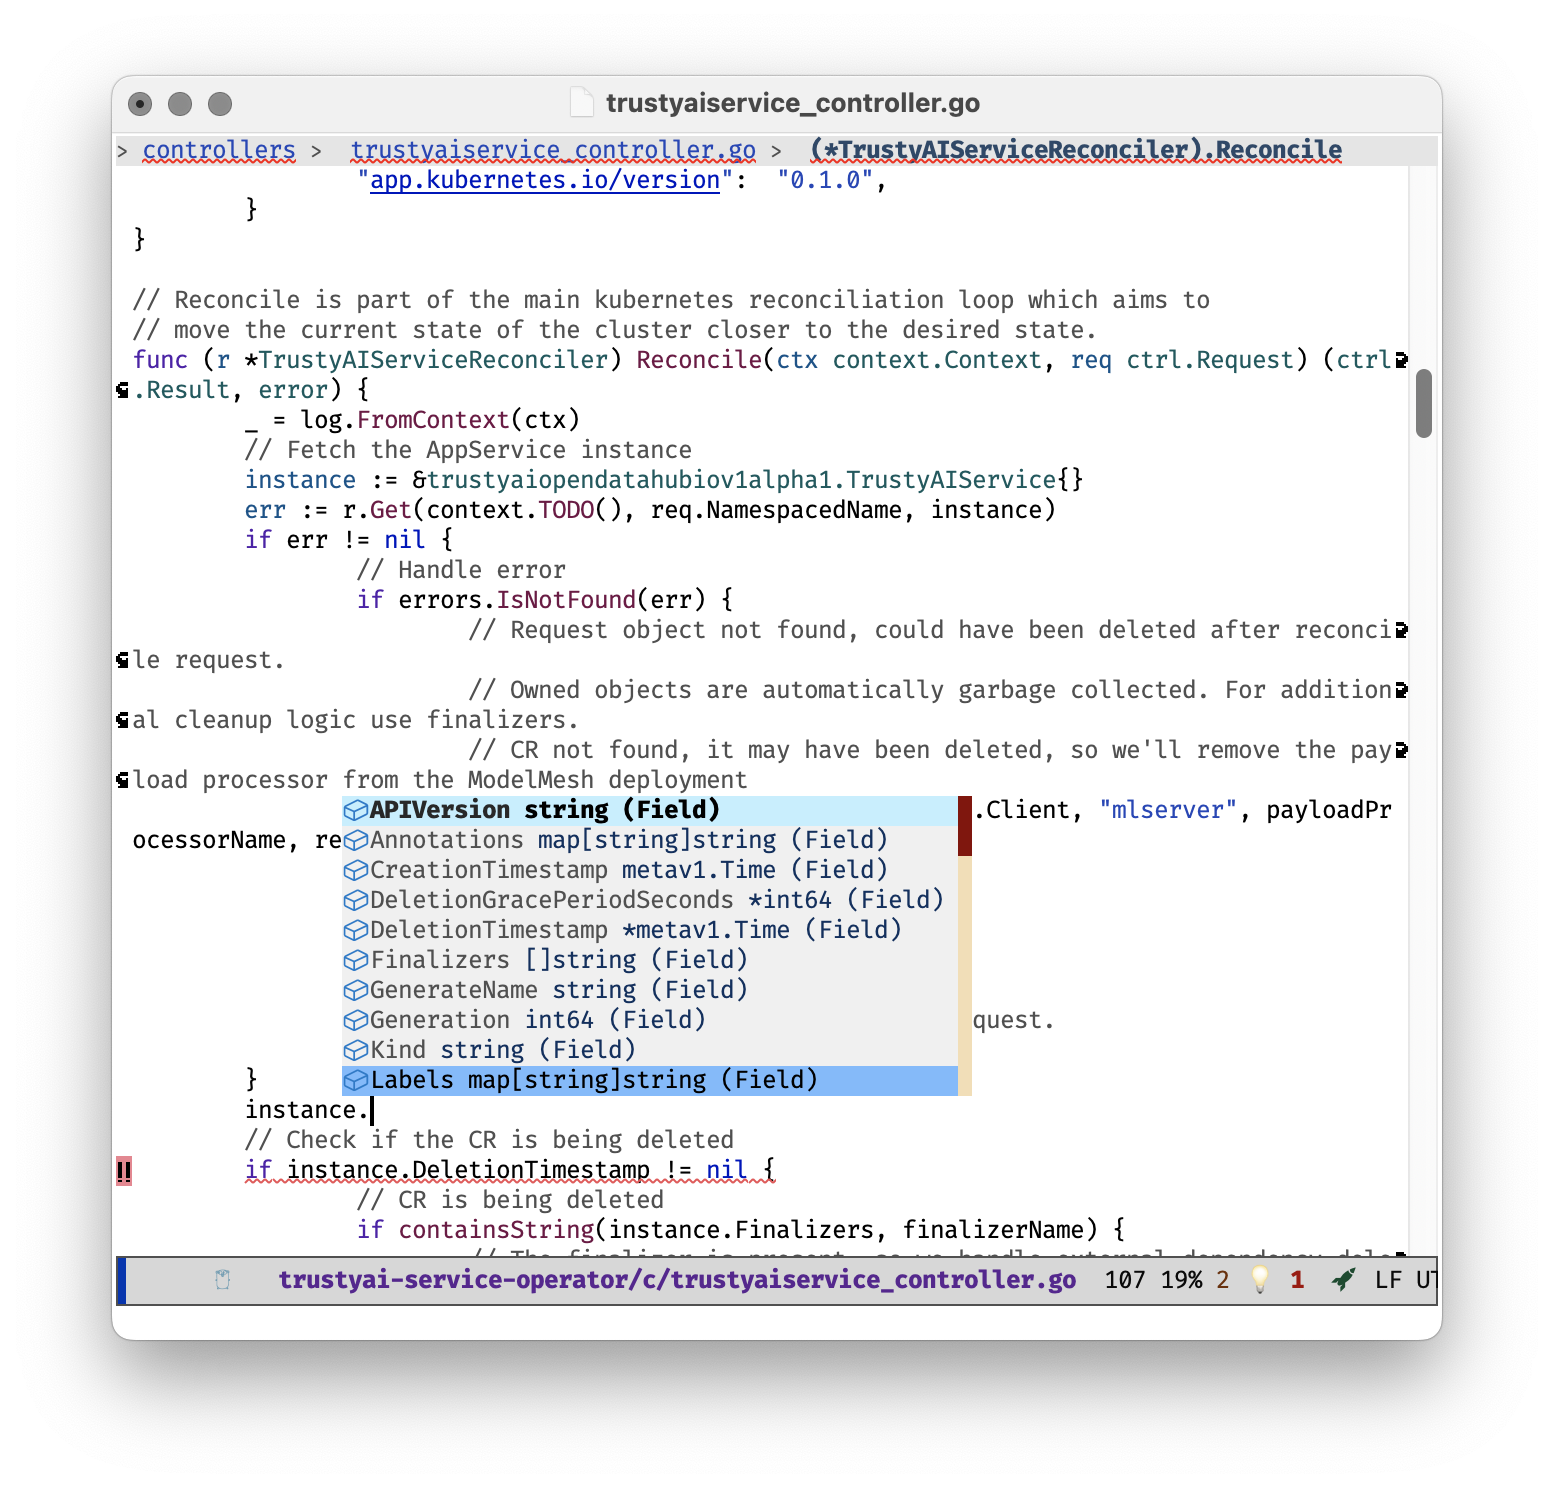 trustyaiservice_controller.go
> controllers > trustyaiservice_controller.go > (*TrustyAIServiceReconciler).Reconcile
"app.kubernetes.io/version": "0.1.0",
}
}
// Reconcile is part of the main kubernetes reconciliation loop which aims to
// move the current state of the cluster closer to the desired state.
func (r *TrustyAIServiceReconciler) Reconcile(ctx context.Context, req ctrl.Request) (ctrl
.Result, error) {
_ = log.FromContext(ctx)
// Fetch the AppService instance
instance := &trustyaiopendatahubiov1alpha1.TrustyAIService{}
err := r.Get(context.TODO(), req.NamespacedName, instance)
if err != nil {
// Handle error
if errors.IsNotFound(err) {
// Request object not found, could have been deleted after reconci
le request.
// Owned objects are automatically garbage collected. For addition
al cleanup logic use finalizers.
// CR not found, it may have been deleted, so we'll remove the pay
load processor from the ModelMesh deployment
APIVersion string (Field) .Client, "mlserver", payloadPr
ocessorName, re Annotations map[string]string (Field)
CreationTimestamp metav1.Time (Field)
DeletionGracePeriodSeconds *int64 (Field)
DeletionTimestamp *metav1.Time (Field)
Finalizers []string (Field)
GenerateName string (Field)
Generation int64 (Field) quest.
Kind string (Field)
} Labels map[string]string (Field)
instance.
// Check if the CR is being deleted
!! if instance.DeletionTimestamp != nil {
// CR is being deleted
if containsString(instance.Finalizers, finalizerName) {
// The finalizer is present, so we handle external dependency dele
trustyai-service-operator/c/trustyaiservice_controller.go 107 19% 2 1 LF UT